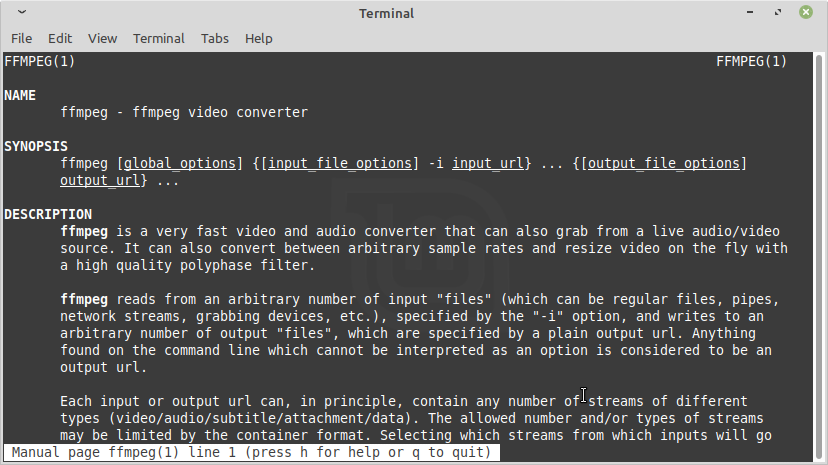 Terminal
File Edit View Terminal Tabs Help
FFMPEG(1) FFMPEG(1)
NAME
ffmpeg - ffmpeg video converter
SYNOPSIS
ffmpeg [global_options] {[input_file_options] -i input_url} ... {[output_file_options]
output_url} ...
DESCRIPTION
ffmpeg is a very fast video and audio converter that can also grab from a live audio/video
source. It can also convert between arbitrary sample rates and resize video on the fly with
a high quality polyphase filter.
ffmpeg reads from an arbitrary number of input "files" (which can be regular files, pipes,
network streams, grabbing devices, etc.), specified by the "-i" option, and writes to an
arbitrary number of output "files", which are specified by a plain output url. Anything
found on the command line which cannot be interpreted as an option is considered to be an
output url.
Each input or output url can, in principle, contain any number of streams of different
types (video/audio/subtitle/attachment/data). The allowed number and/or types of streams
may be limited by the container format. Selecting which streams from which inputs will go
Manual page ffmpeg(1) line 1 (press h for help or q to quit)